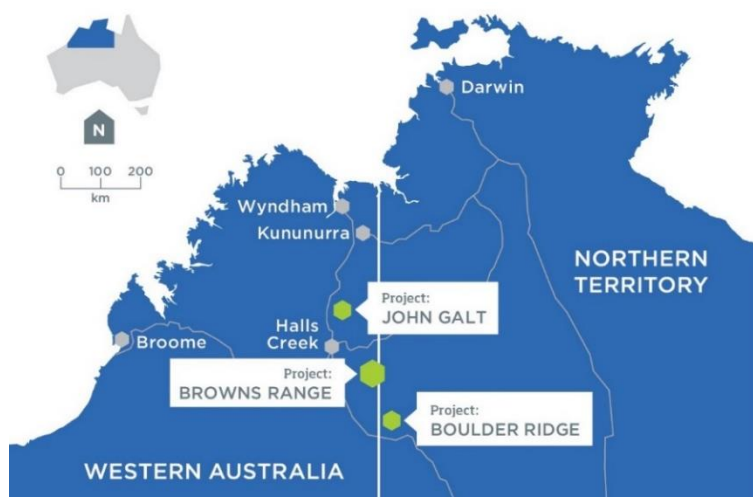 N
0 100 200
km
Darwin
Wyndham
Kununurra
NORTHERN
TERRITORY
Project:
JOHN GALT
Halls
Creek
Broome
Project:
BROWNS RANGE
Project:
BOULDER RIDGE
WESTERN AUSTRALIA